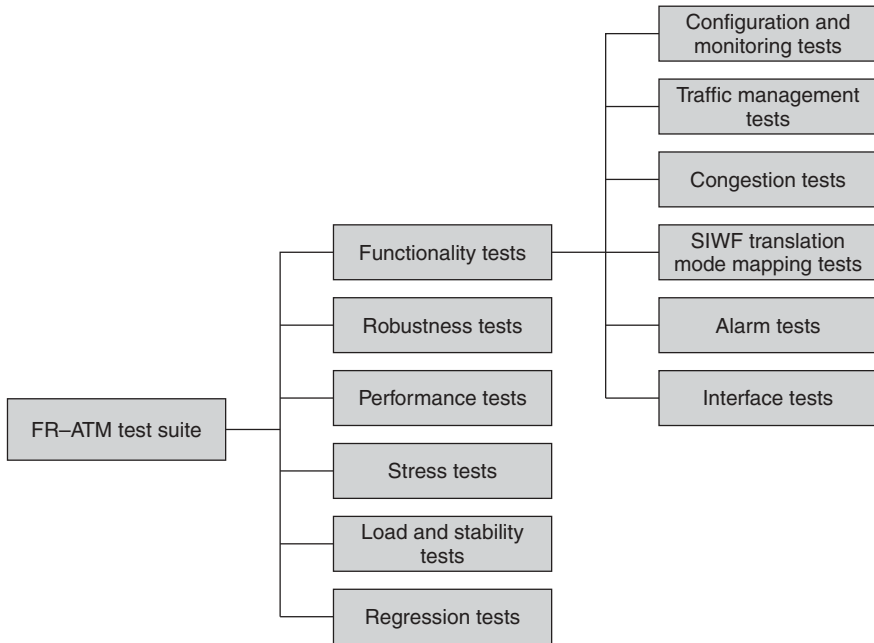 Configuration and
monitoring tests
Traffic management
tests
Congestion tests
Functionality tests
SIWF translation
mode mapping tests
Robustness tests
Alarm tests
Performance tests
Interface tests
FR–ATM test suite
Stress tests
Load and stability
tests
Regression tests